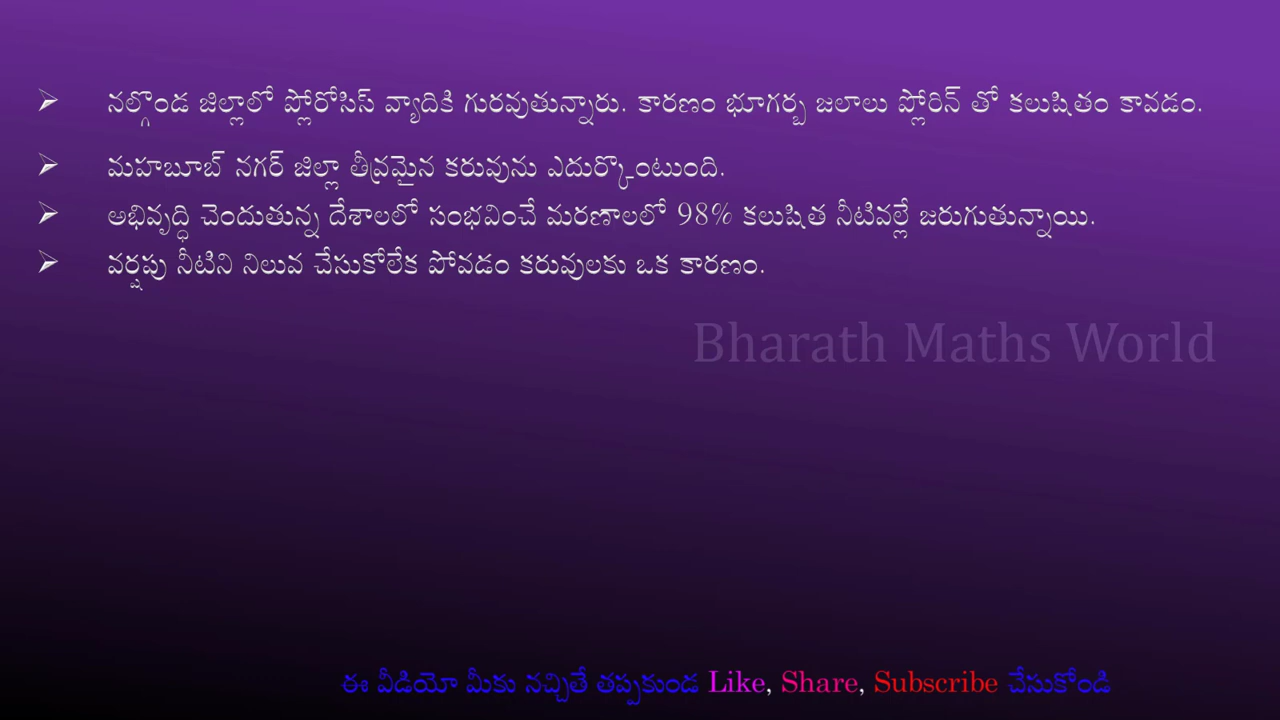 ➢ నల్గొండ జిల్లాలో ఫ్లోరోసిస్ వ్యాదికి గురవుతున్నారు. కారణం భూగర్భ జలాలు ఫ్లోరిన్ తో కలుషితం కావడం.
➢ మహబూబ్ నగర్ జిల్లా తీవ్రమైన కరువును ఎదుర్కొంటుంది.
➢ అభివృద్ధి చెందుతున్న దేశాలలో సంభవించే మరణాలలో 98% కలుషిత నీటివల్లే జరుగుతున్నాయి.
➢ వర్షపు నీటిని నిలువ చేసుకోలేక పోవడం కరువులకు ఒక కారణం.
Bharath Maths World
ఈ వీడియో మీకు నచ్చితే తప్పకుండ Like, Share, Subscribe చేసుకోండి